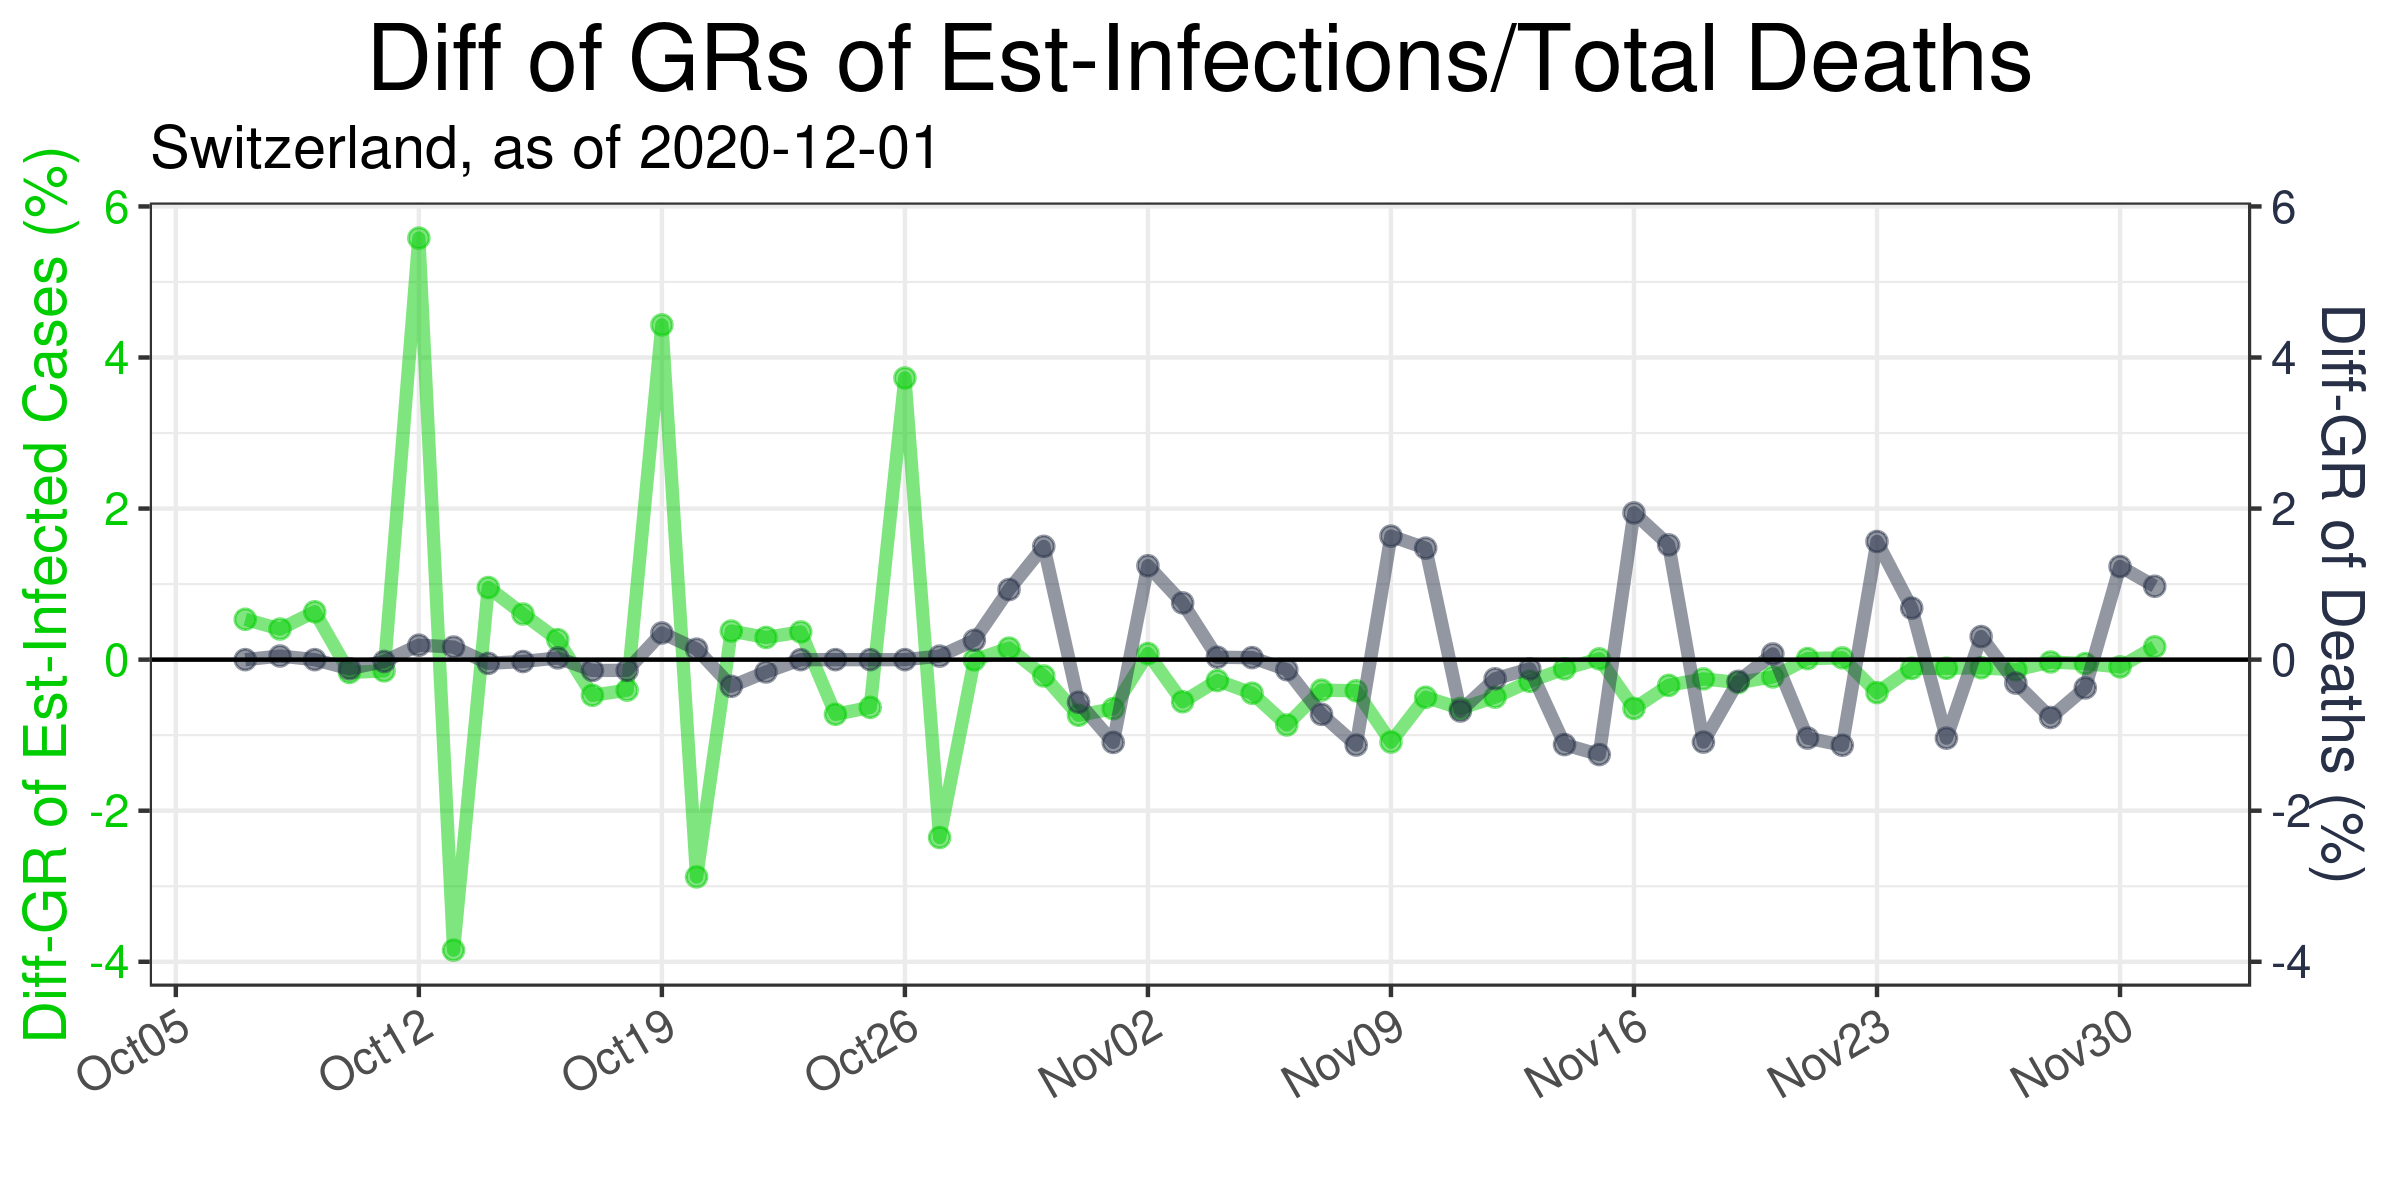 Diff of GRs of Est-Infections/Total Deaths
Switzerland, as of 2020-12-01
Diff-GR of Est-Infected Cases (%)
6
4
2
0
-2
-4
6
4
2
0
-2
-4
Diff-GR of Deaths (%)
Oct05
Oct12
Oct19
Oct26
Nov02
Nov09
Nov16
Nov23
Nov30